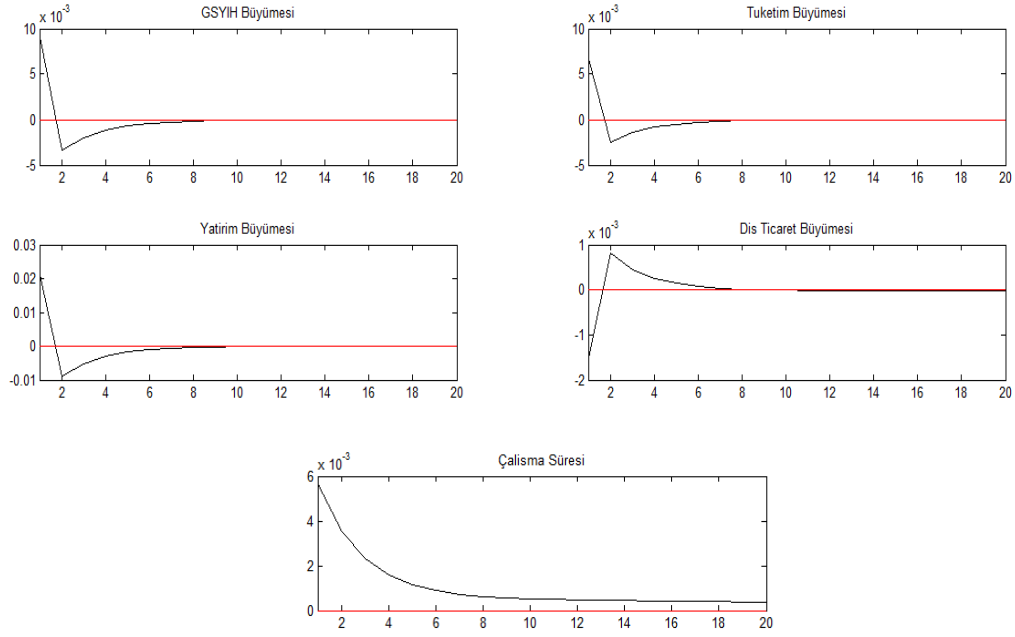 GSYIH Büyümesi
x 10-3
10
5
0
-5
2 4 6 8 10 12 14 16 18 20
Tuketim Büyümesi
x 10-3
10
5
0
-5
2 4 6 8 10 12 14 16 18 20
Yatirim Büyümesi
0.03
0.02
0.01
0
-0.01
2 4 6 8 10 12 14 16 18 20
Dis Ticaret Büyümesi
x 10-3
1
0
-1
-2
2 4 6 8 10 12 14 16 18 20
Çalisma Süresi
x 10-3
6
4
2
0
2 4 6 8 10 12 14 16 18 20